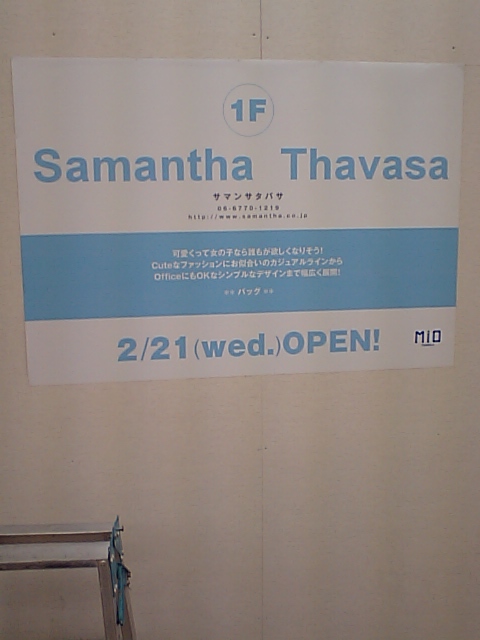 1F
Samantha Thavasa
サマンサタバサ
06-6770-1219
http://www.samantha.co.jp
可愛くって女の子なら誰もが欲しくなりそう!
Cuteなファッションにお似合いのカジュアルラインから
OfficeにもOKなシンプルなデザインまで幅広く展開!
** バッグ **
2/21(wed.)OPEN!
MIO